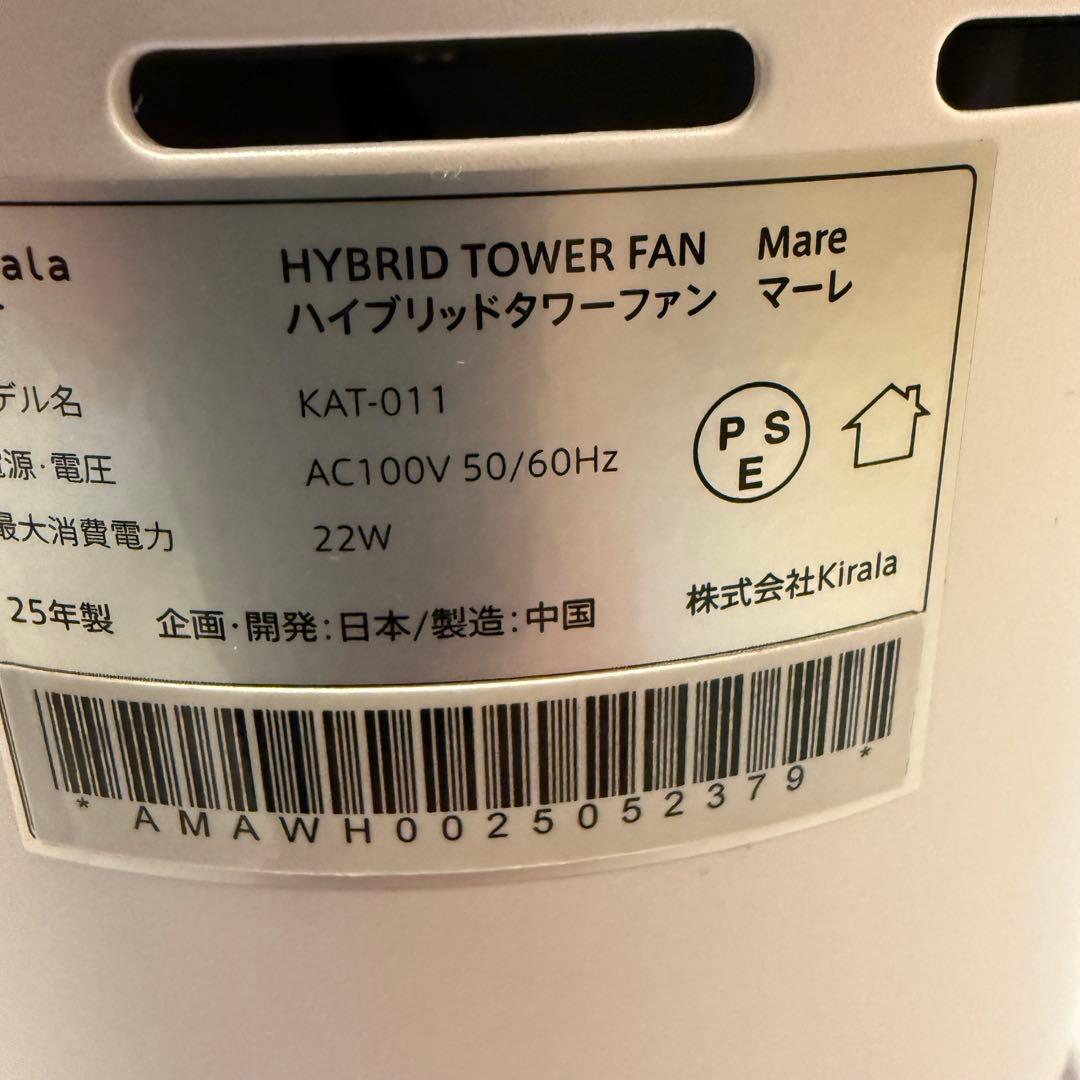 ala
HYBRID TOWER FAN Mare
ハイブリッドタワーファン マーレ
デル名 KAT-011
電源・電圧 AC100V 50/60Hz
最大消費電力 22W
PSE
25年製 企画・開発：日本/製造：中国
株式会社Kirala
*AMAWH0025052379*